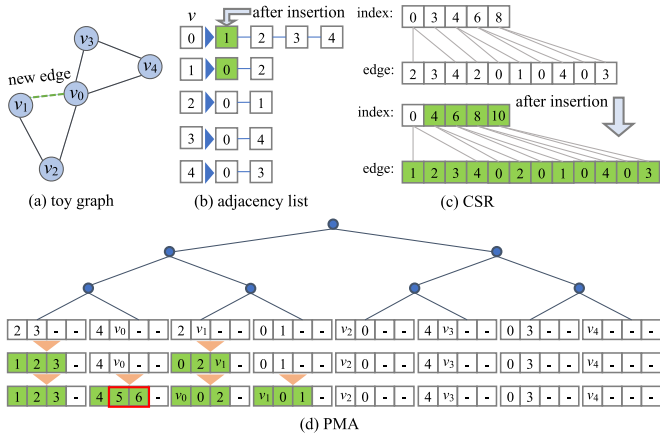 v3
v4
new edge
v1
v0
v2
(a) toy graph
v
after insertion
0 1 2 3 4
1 0 2
2 0 1
3 0 4
4 0 3
(b) adjacency list
index: 0 3 4 6 8
edge: 2 3 4 2 0 1 0 4 0 3
after insertion
index: 0 4 6 8 10
edge: 1 2 3 4 0 2 0 1 0 4 0 3
(c) CSR
2 3 - - 4 v0 - - 2 v1 - - 0 1 - - v2 0 - - 4 v3 - - 0 3 - - v4 - - -
1 2 3 - 4 v0 - - 0 2 v1 - 0 1 - - v2 0 - - 4 v3 - - 0 3 - - v4 - - -
1 2 3 - 4 5 6 - v0 0 2 - v1 0 1 - v2 0 - - 4 v3 - - 0 3 - - v4 - - -
(d) PMA